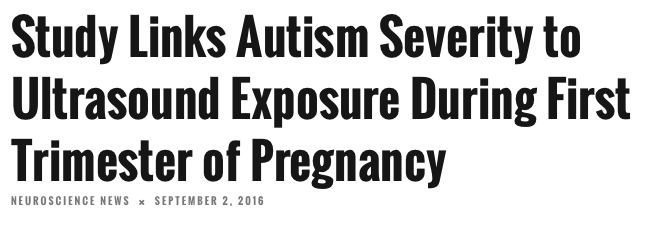 Study Links Autism Severity to
Ultrasound Exposure During First
Trimester of Pregnancy
NEUROSCIENCE NEWS × SEPTEMBER 2, 2016